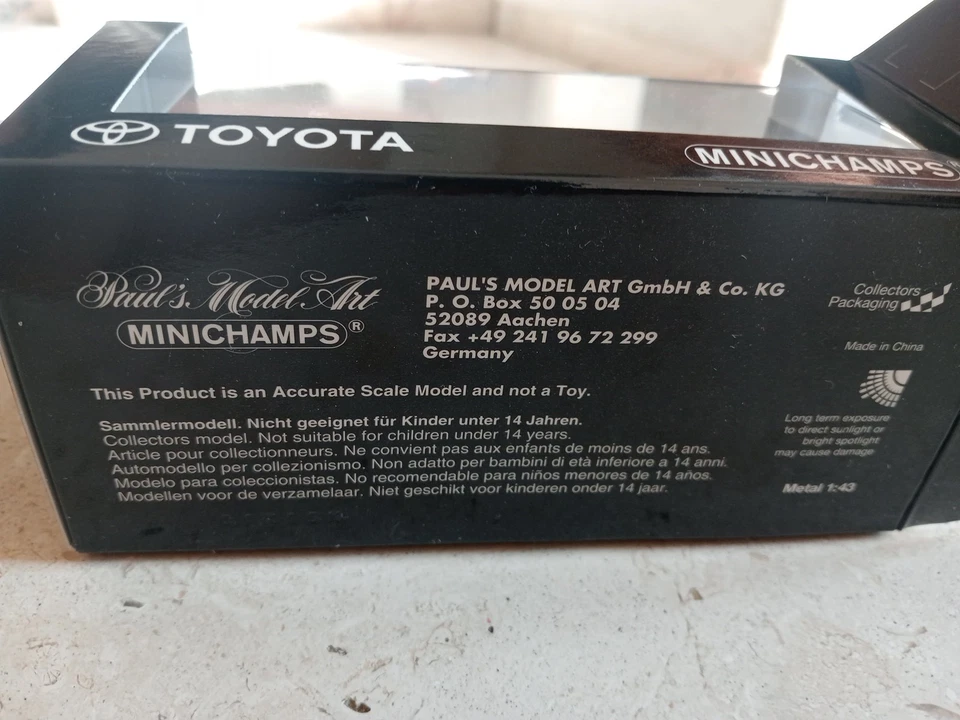 TOYOTA
MINICHAMPS
Paul's Model Art
MINICHAMPS®
PAUL'S MODEL ART GmbH & Co. KG
P. O. Box 50 05 04
52089 Aachen
Fax +49 241 96 72 299
Germany
Collectors
Packaging
Made in China
This Product is an Accurate Scale Model and not a Toy.
Sammlermodell. Nicht geeignet für Kinder unter 14 Jahren.
Collectors model. Not suitable for children under 14 years.
Article pour collectionneurs. Ne convient pas aux enfants de moins de 14 ans.
Automodello per collezionismo. Non adatto per bambini di età inferiore a 14 anni.
Modelo para coleccionistas. No recomendable para niños menores de 14 años.
Modellen voor de verzamelaar. Niet geschikt voor kinderen onder 14 jaar.
Long term exposure
to direct sunlight or
bright spotlight
may cause damage
Metal 1:43